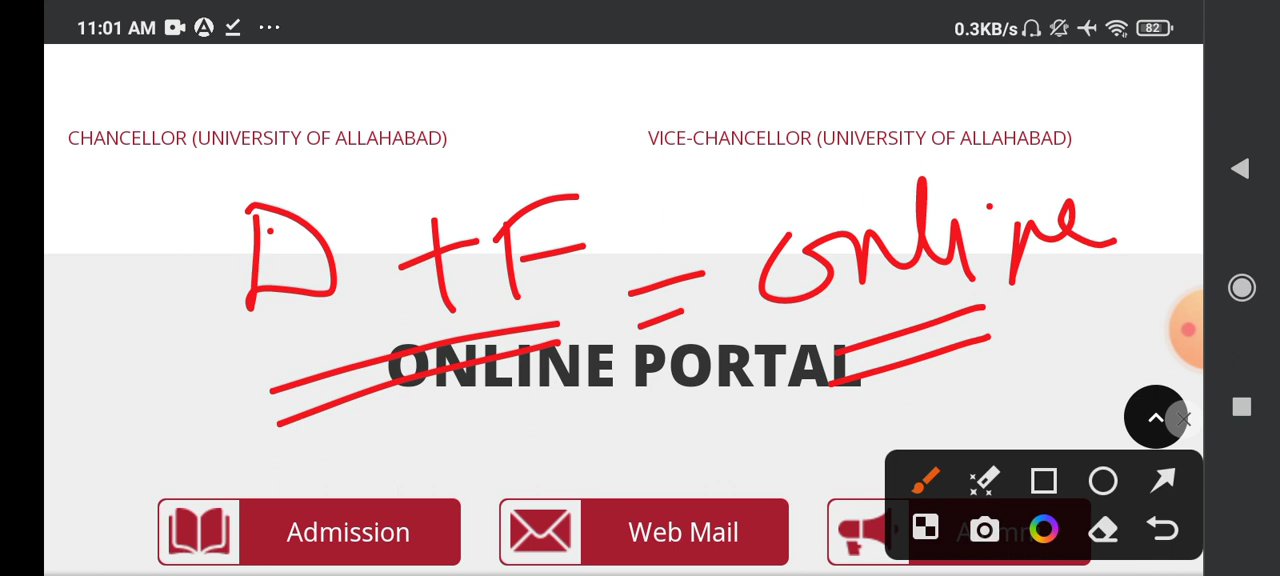 11:01 AM ... 0.3KB/s 82
CHANCELLOR (UNIVERSITY OF ALLAHABAD) VICE-CHANCELLOR (UNIVERSITY OF ALLAHABAD)
D + F = online
ONLINE PORTAL
Admission Web Mail